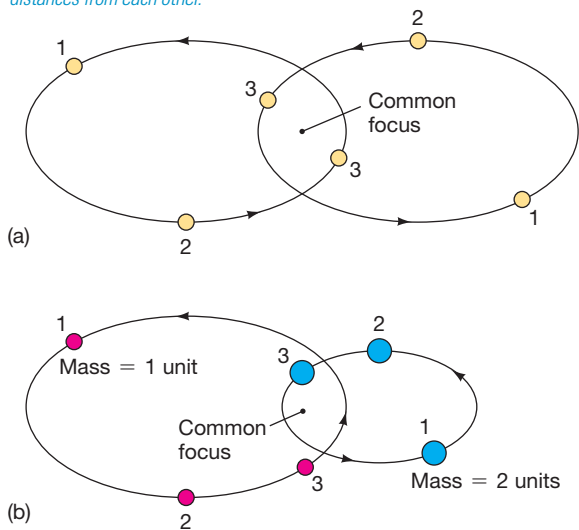 distances from each other.
2
1
3
Common
focus
3
1
2
(a)
1
2
3
Mass = 1 unit
Common
focus
1
3
Mass = 2 units
2
(b)